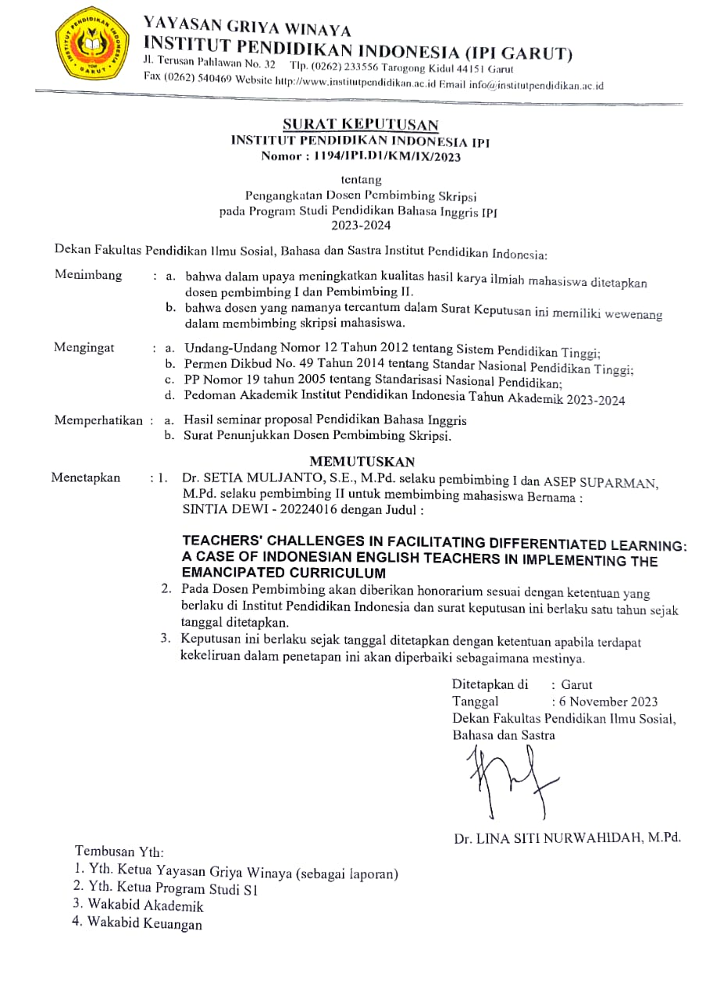 INSTITUT PENDIDIKAN INDONESIA
GARUT
YAYASAN GRIYA WINAYA
INSTITUT PENDIDIKAN INDONESIA (IPI GARUT)
Jl. Terusan Pahlawan No. 32 Tlp. (0262) 233556 Tarogong Kidul 44151 Garut
Fax (0262) 540469 Website http://www.institutpendidikan.ac.id Email info@institutpendidikan.ac.id
SURAT KEPUTUSAN
INSTITUT PENDIDIKAN INDONESIA IPI
Nomor : 1194/IPI.D1/KM/IX/2023
tentang
Pengangkatan Dosen Pembimbing Skripsi
pada Program Studi Pendidikan Bahasa Inggris IPI
2023-2024
Dekan Fakultas Pendidikan Ilmu Sosial, Bahasa dan Sastra Institut Pendidikan Indonesia:
Menimbang : a. bahwa dalam upaya meningkatkan kualitas hasil karya ilmiah mahasiswa ditetapkan
dosen pembimbing I dan Pembimbing II.
b. bahwa dosen yang namanya tercantum dalam Surat Keputusan ini memiliki wewenang
dalam membimbing skripsi mahasiswa.
Mengingat : a. Undang-Undang Nomor 12 Tahun 2012 tentang Sistem Pendidikan Tinggi;
b. Permen Dikbud No. 49 Tahun 2014 tentang Standar Nasional Pendidikan Tinggi;
c. PP Nomor 19 tahun 2005 tentang Standarisasi Nasional Pendidikan;
d. Pedoman Akademik Institut Pendidikan Indonesia Tahun Akademik 2023-2024
Memperhatikan : a. Hasil seminar proposal Pendidikan Bahasa Inggris
b. Surat Penunjukkan Dosen Pembimbing Skripsi.
MEMUTUSKAN
Menetapkan : 1. Dr. SETIA MULJANTO, S.E., M.Pd. selaku pembimbing I dan ASEP SUPARMAN,
M.Pd. selaku pembimbing II untuk membimbing mahasiswa Bernama :
SINTIA DEWI - 20224016 dengan Judul :
TEACHERS' CHALLENGES IN FACILITATING DIFFERENTIATED LEARNING:
A CASE OF INDONESIAN ENGLISH TEACHERS IN IMPLEMENTING THE
EMANCIPATED CURRICULUM
2. Pada Dosen Pembimbing akan diberikan honorarium sesuai dengan ketentuan yang
berlaku di Institut Pendidikan Indonesia dan surat keputusan ini berlaku satu tahun sejak
tanggal ditetapkan.
3. Keputusan ini berlaku sejak tanggal ditetapkan dengan ketentuan apabila terdapat
kekeliruan dalam penetapan ini akan diperbaiki sebagaimana mestinya.
Ditetapkan di : Garut
Tanggal : 6 November 2023
Dekan Fakultas Pendidikan Ilmu Sosial,
Bahasa dan Sastra
Dr. LINA SITI NURWAHIDAH, M.Pd.
Tembusan Yth:
1. Yth. Ketua Yayasan Griya Winaya (sebagai laporan)
2. Yth. Ketua Program Studi S1
3. Wakabid Akademik
4. Wakabid Keuangan